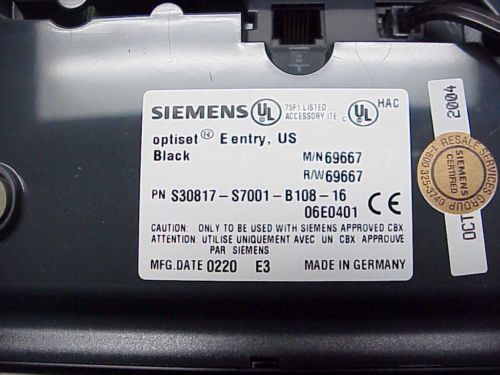 SIEMENS UL 75F1 LISTED
ACCESSORY ITE C UL HAC
optiset® E entry, US
Black M/N 69667
R/W 69667
PN S30817-S7001-B108-16
06E0401 CE
CAUTION: ONLY TO BE USED WITH SIEMENS APPROVED CBX
ATTENTION: UTILISE UNIQUEMENT AVEC UN CBX APPROUVE
PAR SIEMENS
MFG.DATE 0220 E3 MADE IN GERMANY
RESALE SERVICES GROUP
SIEMENS
CERTIFIED
OCT 2004